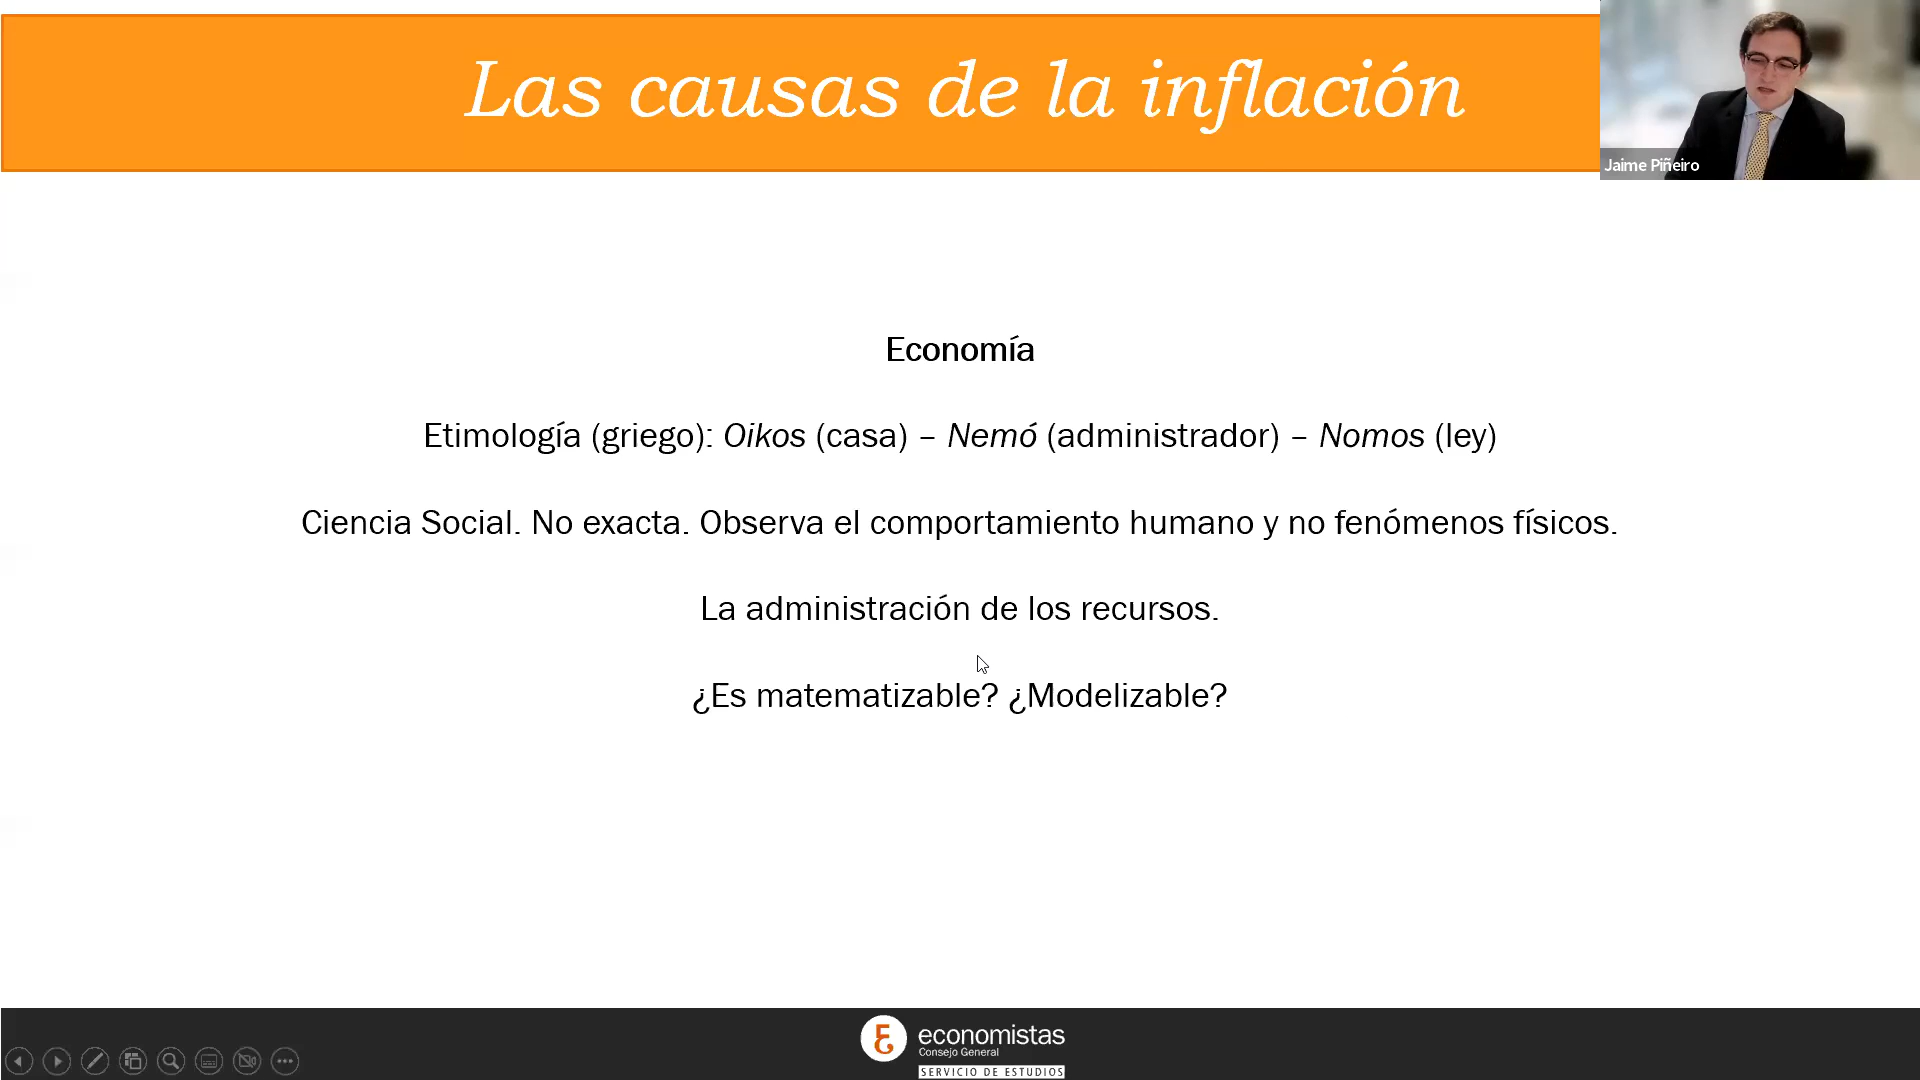 Las causas de la inflación
Jaime Piñeiro
Economía
Etimología (griego): Oikos (casa) – Nemó (administrador) – Nomos (ley)
Ciencia Social. No exacta. Observa el comportamiento humano y no fenómenos físicos.
La administración de los recursos.
¿Es matematizable? ¿Modelizable?
economistas
Consejo General
SERVICIO DE ESTUDIOS